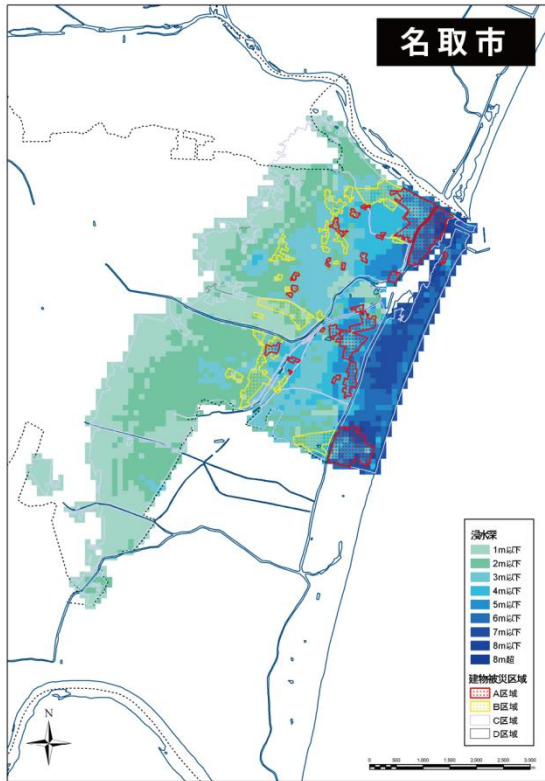 名取市
浸水深
1m以下
2m以下
3m以下
4m以下
5m以下
6m以下
7m以下
8m以下
8m超
建物被災区域
A区域
B区域
C区域
D区域
N
0 500 1,000 1,500 2,000 2,500 3,000